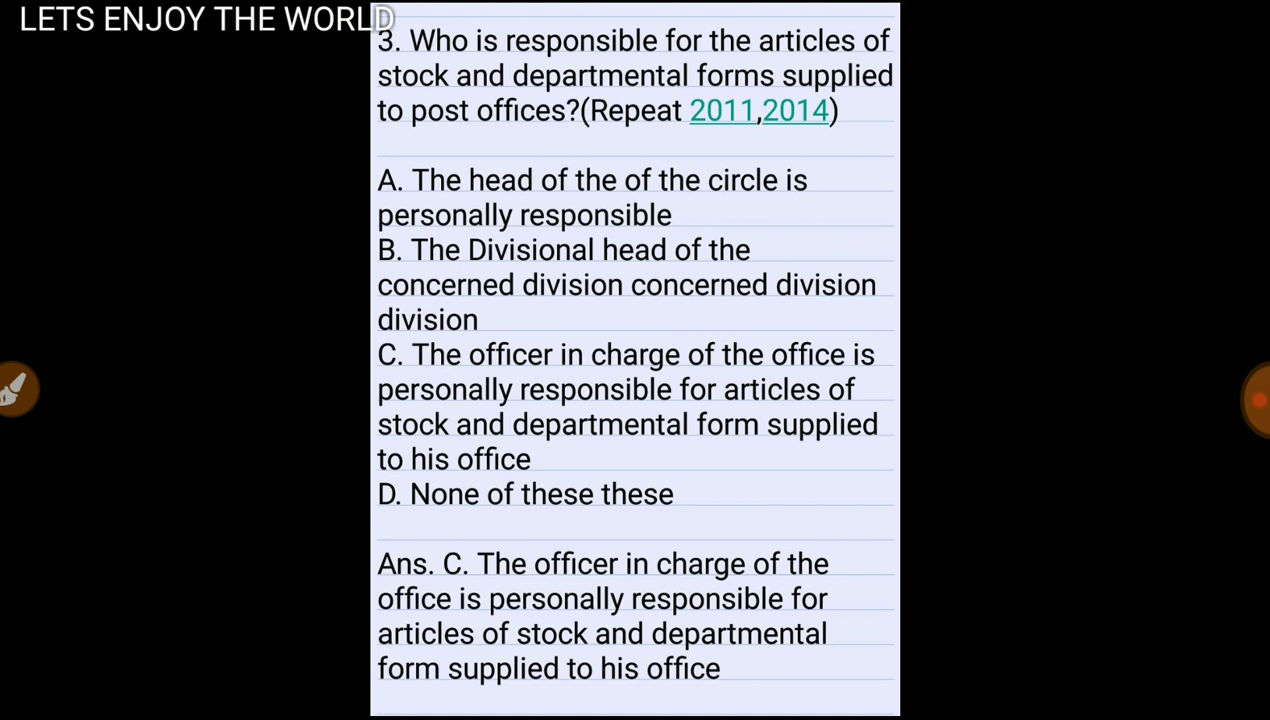 LETS ENJOY THE WORLD
3. Who is responsible for the articles of
stock and departmental forms supplied
to post offices?(Repeat 2011,2014)
A. The head of the of the circle is
personally responsible
B. The Divisional head of the
concerned division concerned division
division
C. The officer in charge of the office is
personally responsible for articles of
stock and departmental form supplied
to his office
D. None of these these
Ans. C. The officer in charge of the
office is personally responsible for
articles of stock and departmental
form supplied to his office